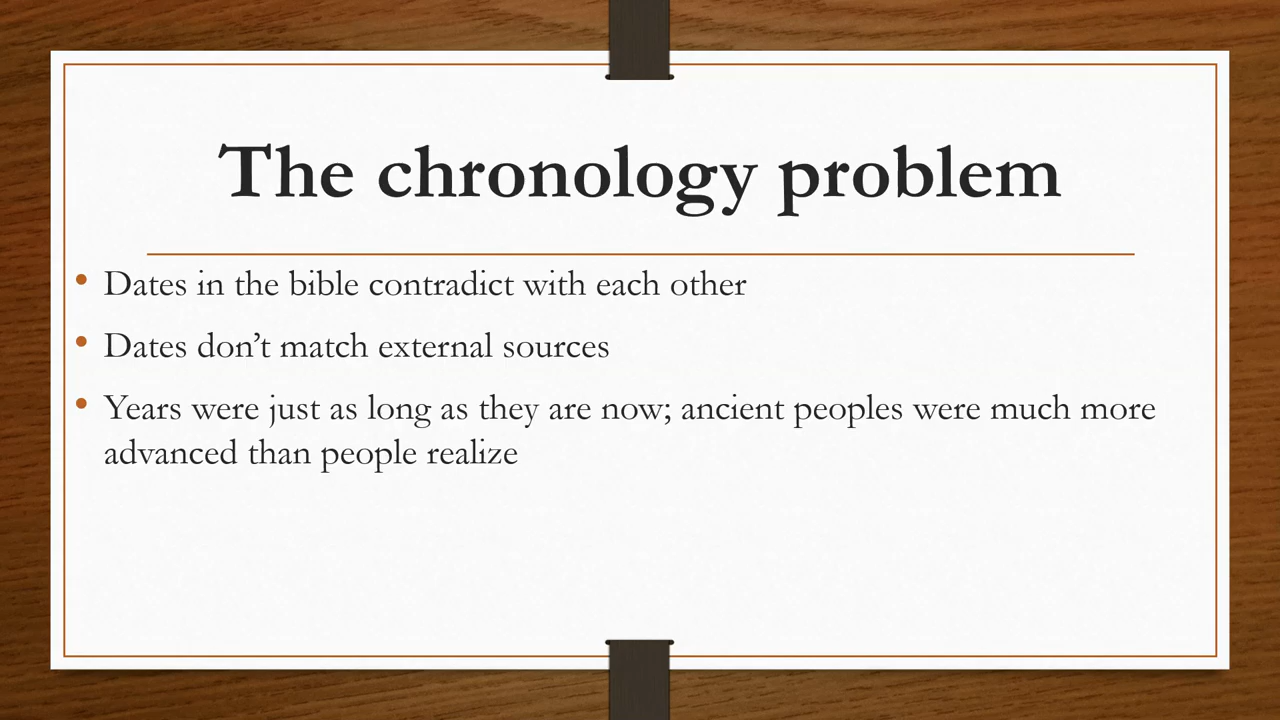 The chronology problem
• Dates in the bible contradict with each other
• Dates don’t match external sources
• Years were just as long as they are now; ancient peoples were much more
advanced than people realize